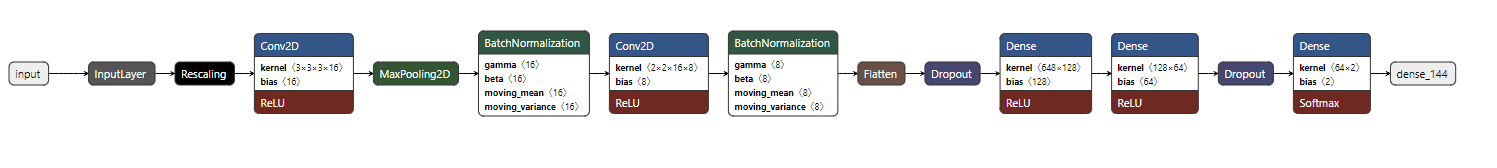 input
InputLayer
Rescaling
Conv2D
kernel ⟨3×3×3×16⟩
bias ⟨16⟩
ReLU
MaxPooling2D
BatchNormalization
gamma ⟨16⟩
beta ⟨16⟩
moving_mean ⟨16⟩
moving_variance ⟨16⟩
Conv2D
kernel ⟨2×2×16×8⟩
bias ⟨8⟩
ReLU
BatchNormalization
gamma ⟨8⟩
beta ⟨8⟩
moving_mean ⟨8⟩
moving_variance ⟨8⟩
Flatten
Dropout
Dense
kernel ⟨648×128⟩
bias ⟨128⟩
ReLU
Dense
kernel ⟨128×64⟩
bias ⟨64⟩
ReLU
Dropout
Dense
kernel ⟨64×2⟩
bias ⟨2⟩
Softmax
dense_144